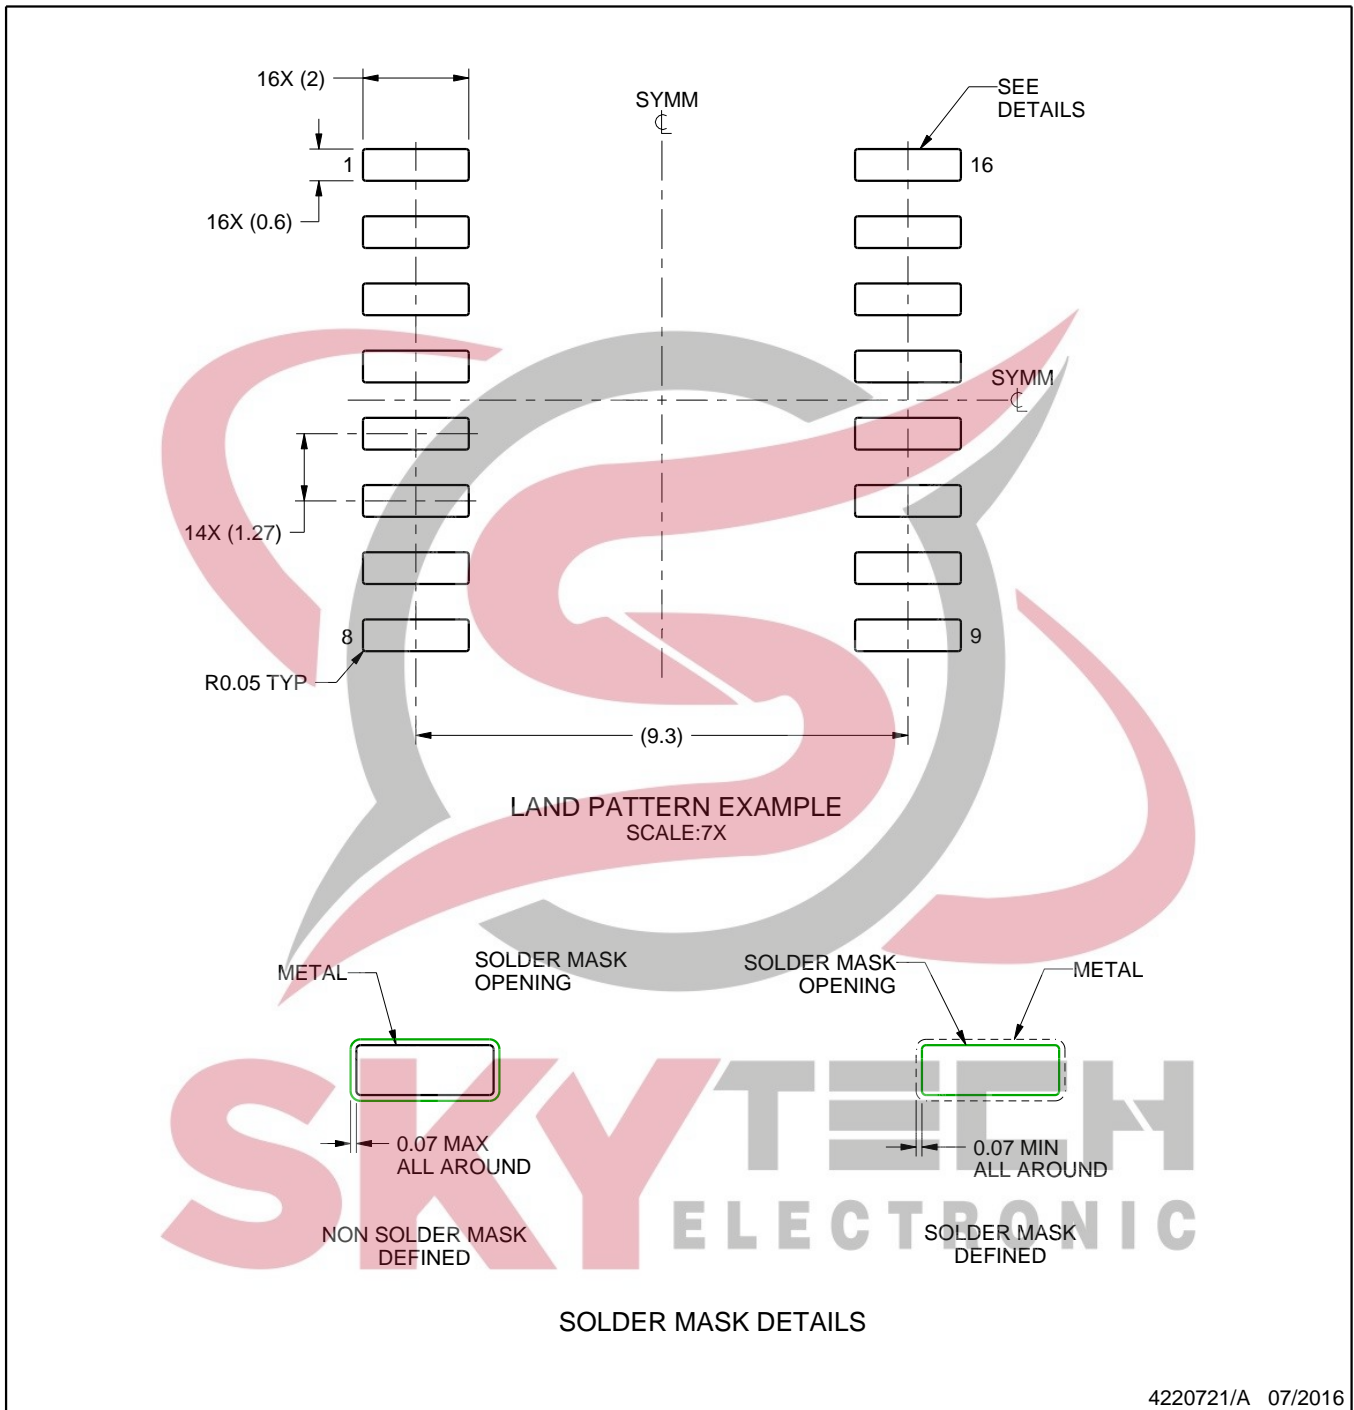 16X (2)
SYMM
SEE
DETAILS
1
16
16X (0.6)
SYMM
14X (1.27)
8
9
R0.05 TYP
(9.3)
LAND PATTERN EXAMPLE
SCALE:7X
METAL
SOLDER MASK
OPENING
SOLDER MASK
OPENING
METAL
0.07 MAX
ALL AROUND
0.07 MIN
ALL AROUND
SKYTECH
ELECTRONIC
NON SOLDER MASK
DEFINED
SOLDER MASK
DEFINED
SOLDER MASK DETAILS
4220721/A 07/2016